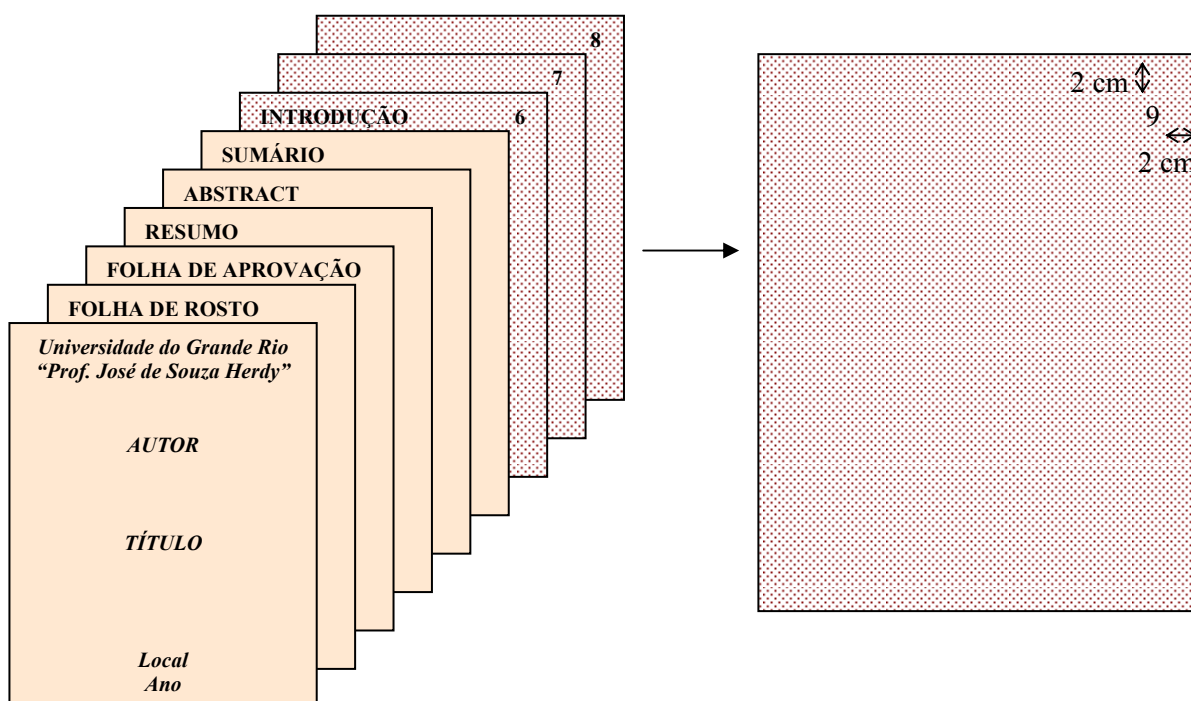 8
7
INTRODUÇÃO 6
SUMÁRIO
ABSTRACT
RESUMO
FOLHA DE APROVAÇÃO
FOLHA DE ROSTO
Universidade do Grande Rio
“Prof. José de Souza Herdy”
AUTOR
TÍTULO
Local
Ano
2 cm
9
2 cm